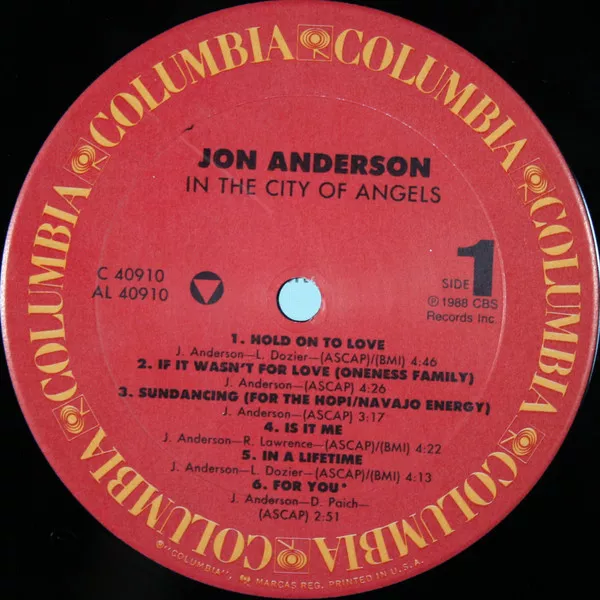 COLUMBIA COLUMBIA COLUMBIA COLUMBIA COLUMBIA COLUMBIA
JON ANDERSON
IN THE CITY OF ANGELS
C 40910
AL 40910
SIDE 1
℗ 1988 CBS
Records Inc.
1. HOLD ON TO LOVE
J. Anderson—L. Dozier—(ASCAP)/(BMI) 4:46
2. IF IT WASN'T FOR LOVE (ONENESS FAMILY)
J. Anderson—(ASCAP) 4:26
3. SUNDANCING (FOR THE HOPI/NAVAJO ENERGY)
J. Anderson—(ASCAP) 3:17
4. IS IT ME
J. Anderson—R. Lawrence—(ASCAP)/(BMI) 4:22
5. IN A LIFETIME
J. Anderson—L. Dozier—(ASCAP)/(BMI) 4:13
6. FOR YOU*
J. Anderson—D. Paich—
(ASCAP) 2:51
"COLUMBIA", MARCAS REG. PRINTED IN U.S.A.